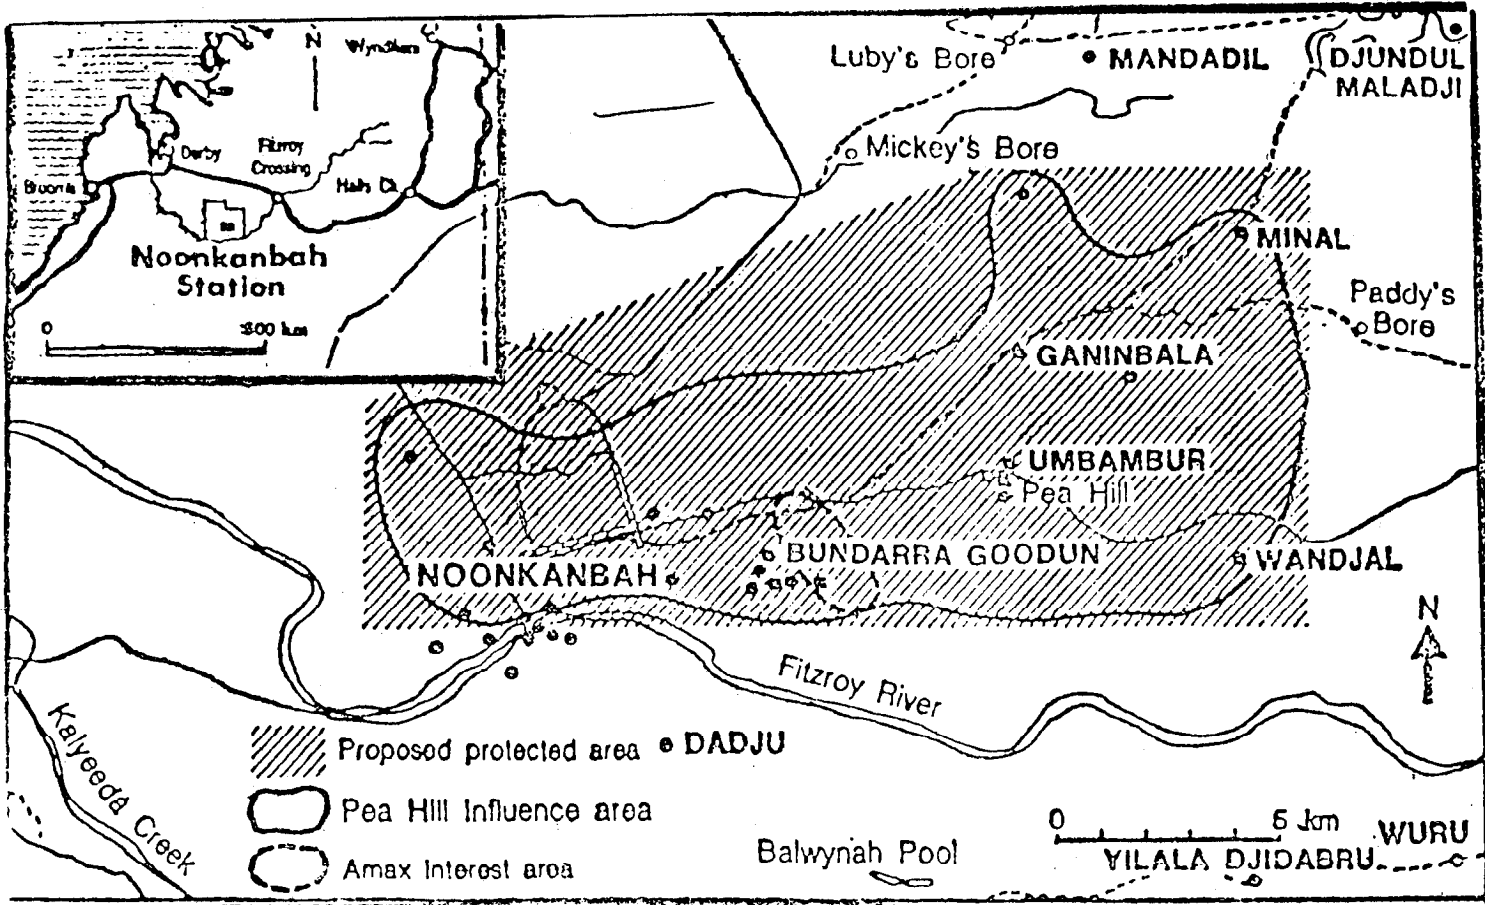 N
Wyndham
Derby
Fitzroy
Crossing
Halls Ck.
Broome
Noonkanbah
Station
0
300 km
Luby's Bore
MANDADIL
DJUNDUL
MALADJI
Mickey's Bore
MINAL
Paddy's
Bore
GANINBALA
UMBAMBUR
Pea Hill
BUNDARRA GOODUN
NOONKANBAH
WANDJAL
N
Fitzroy River
Kalyeeda Creek
Proposed protected area
DADJU
Pea Hill Influence area
Amax Interest area
Balwynah Pool
0
5 km
WURU
YILALA DJIDABRU